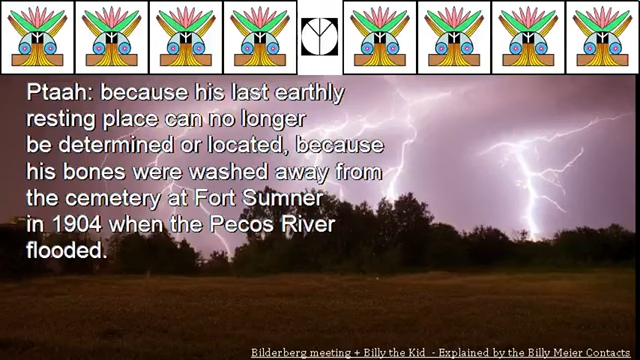 Ptaah: because his last earthly
resting place can no longer
be determined or located, because
his bones were washed away from
the cemetery at Fort Sumner
in 1904 when the Pecos River
flooded.
Bilderberg meeting + Billy the Kid - Explained by the Billy Meier Contacts